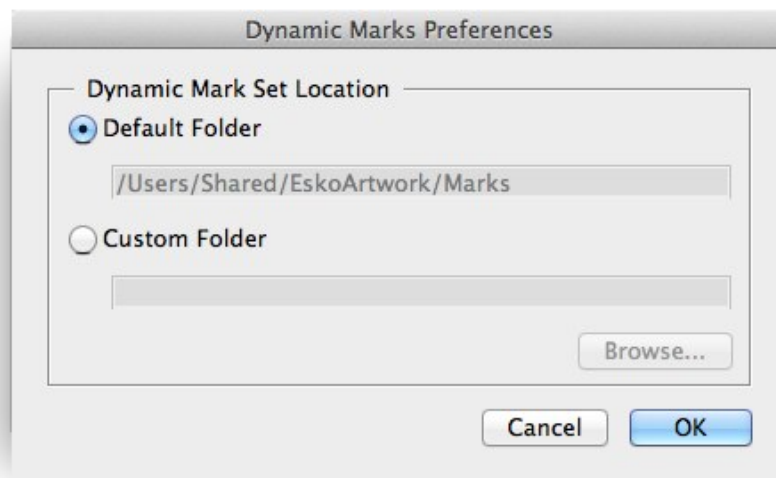 Dynamic Marks Preferences
Dynamic Mark Set Location
Default Folder
/Users/Shared/EskoArtwork/Marks
Custom Folder
Browse...
Cancel OK